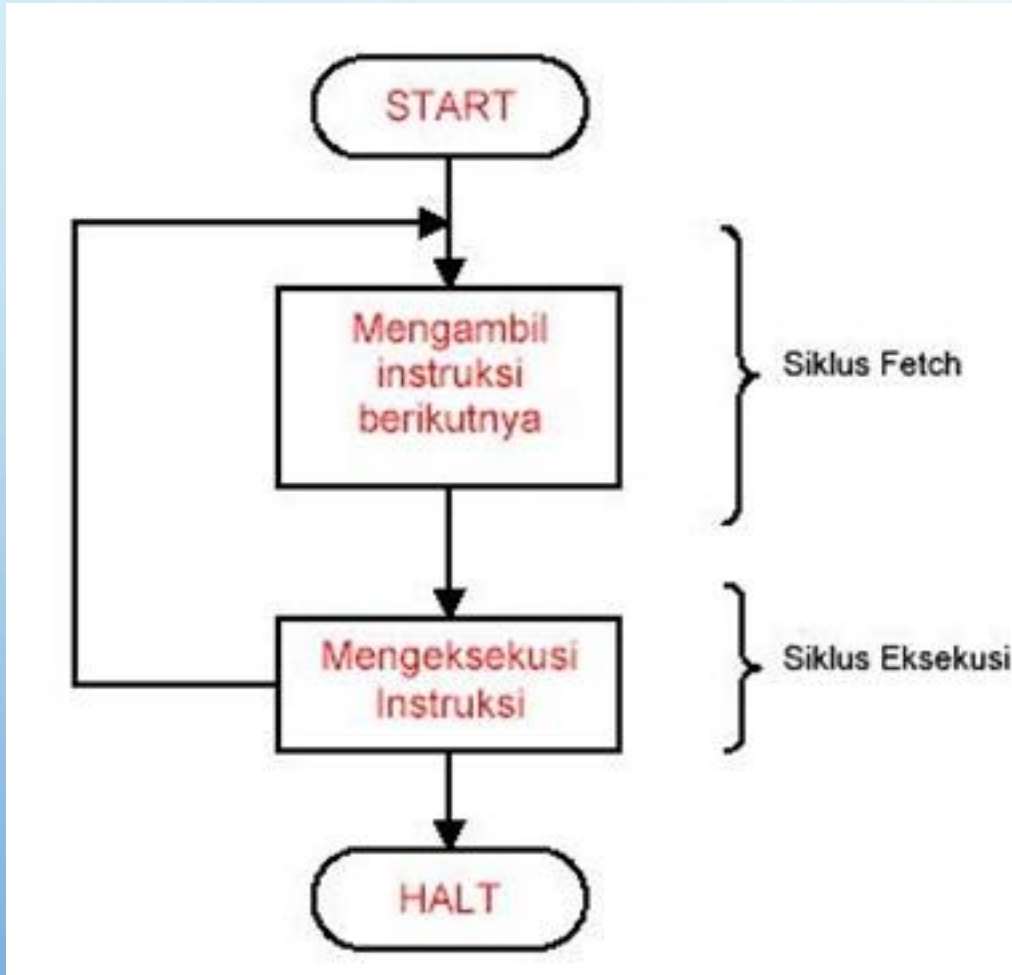 START
Mengambil
instruksi
berikutnya
Siklus Fetch
Mengeksekusi
Instruksi
Siklus Eksekusi
HALT